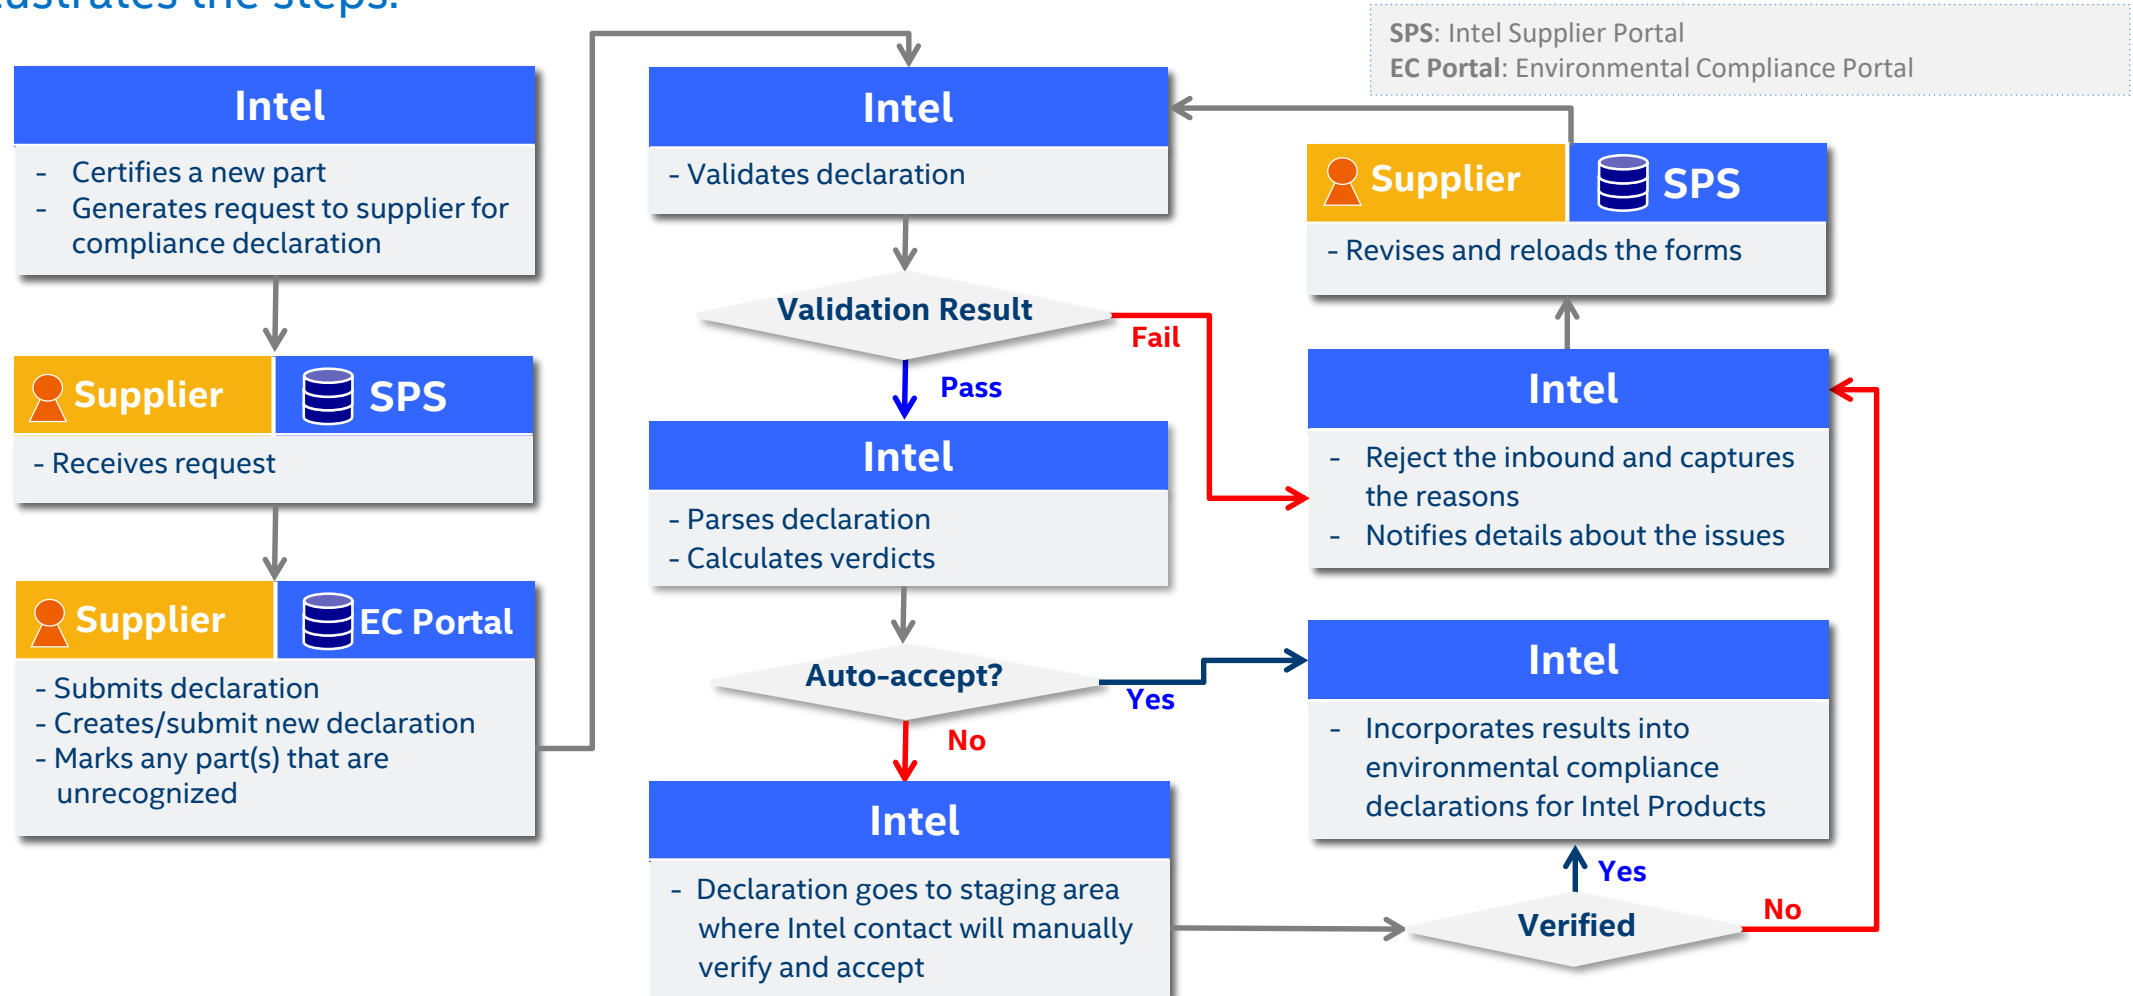 the steps.
SPS: Intel Supplier Portal
EC Portal: Environmental Compliance Portal
Intel
- Certifies a new part
- Generates request to supplier for
compliance declaration
Supplier
SPS
- Receives request
Supplier
EC Portal
- Submits declaration
- Creates/submit new declaration
- Marks any part(s) that are
unrecognized
Intel
- Validates declaration
Validation Result
Fail
Pass
Intel
- Parses declaration
- Calculates verdicts
Auto-accept?
Yes
No
Intel
- Declaration goes to staging area
where Intel contact will manually
verify and accept
Supplier
SPS
- Revises and reloads the forms
Intel
- Reject the inbound and captures
the reasons
- Notifies details about the issues
Intel
- Incorporates results into
environmental compliance
declarations for Intel Products
Yes
Verified
No